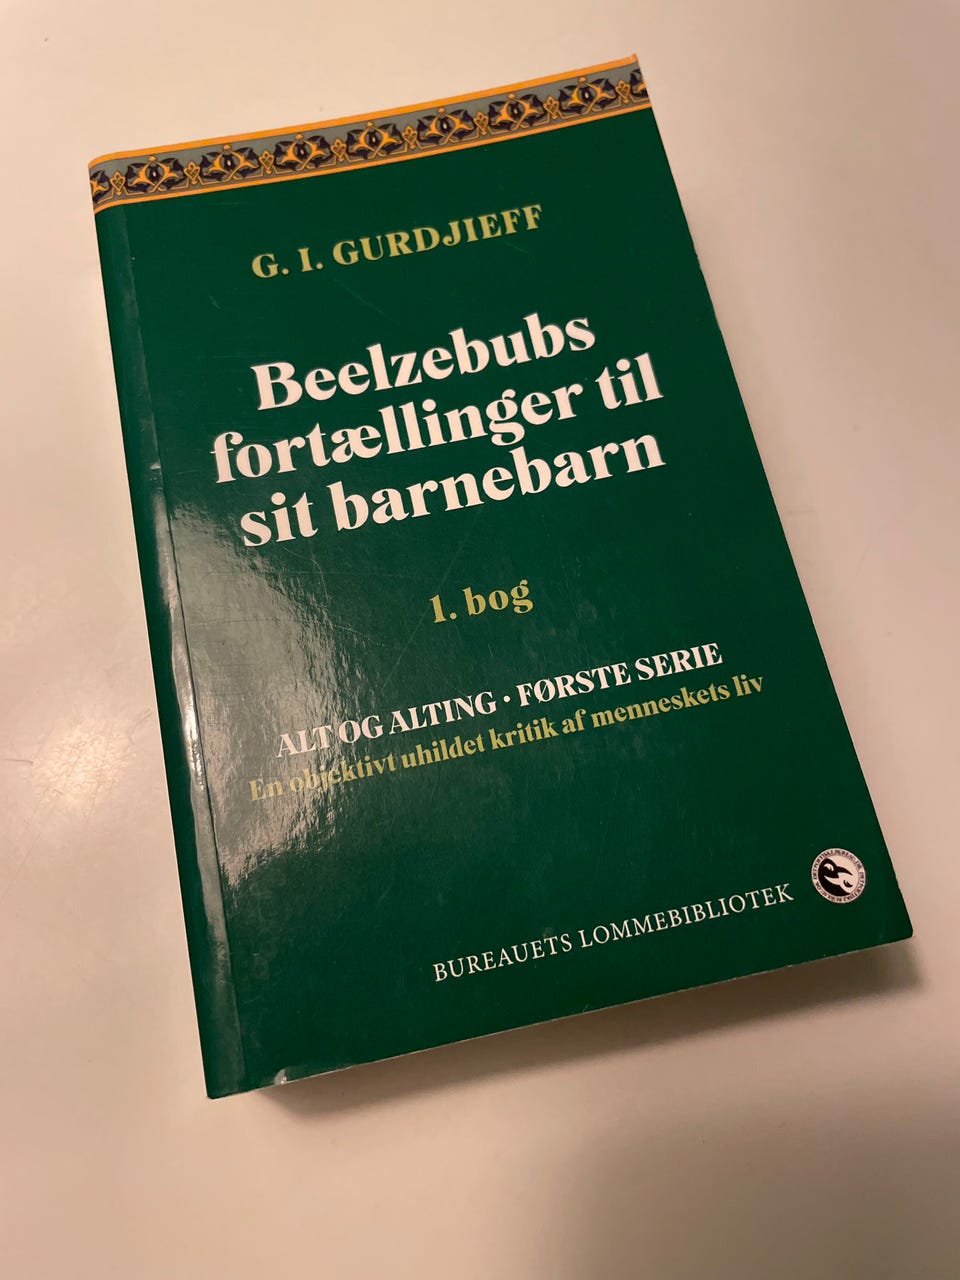 G. I. GURDJIEFF
Beelzebubs
fortællinger til
sit barnebarn
1. bog
ALT OG ALTING • FØRSTE SERIE
En objektivt uhildet kritik af menneskets liv
BUREAUETS LOMMEBIBLIOTEK